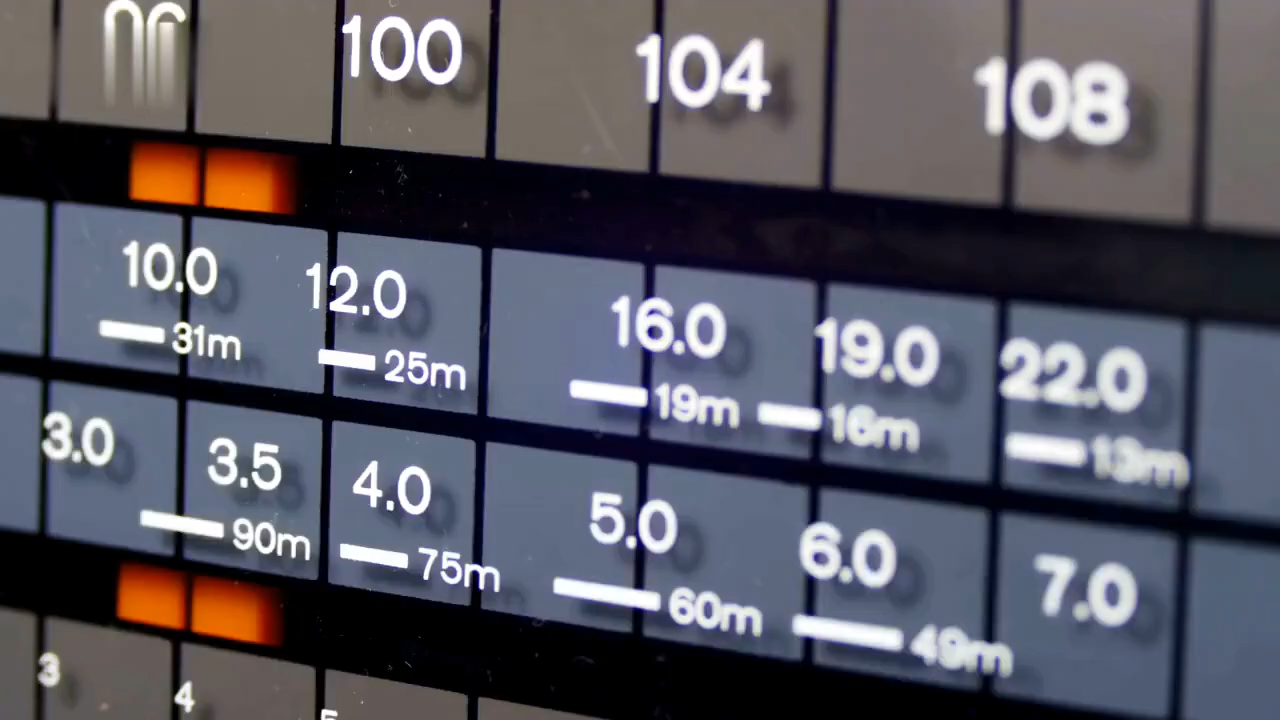 100 104 108
10.0 12.0 16.0 19.0 22.0
31m 25m 19m 16m 13m
3.0 3.5 4.0 5.0 6.0 7.0
90m 75m 60m 49m
3 4